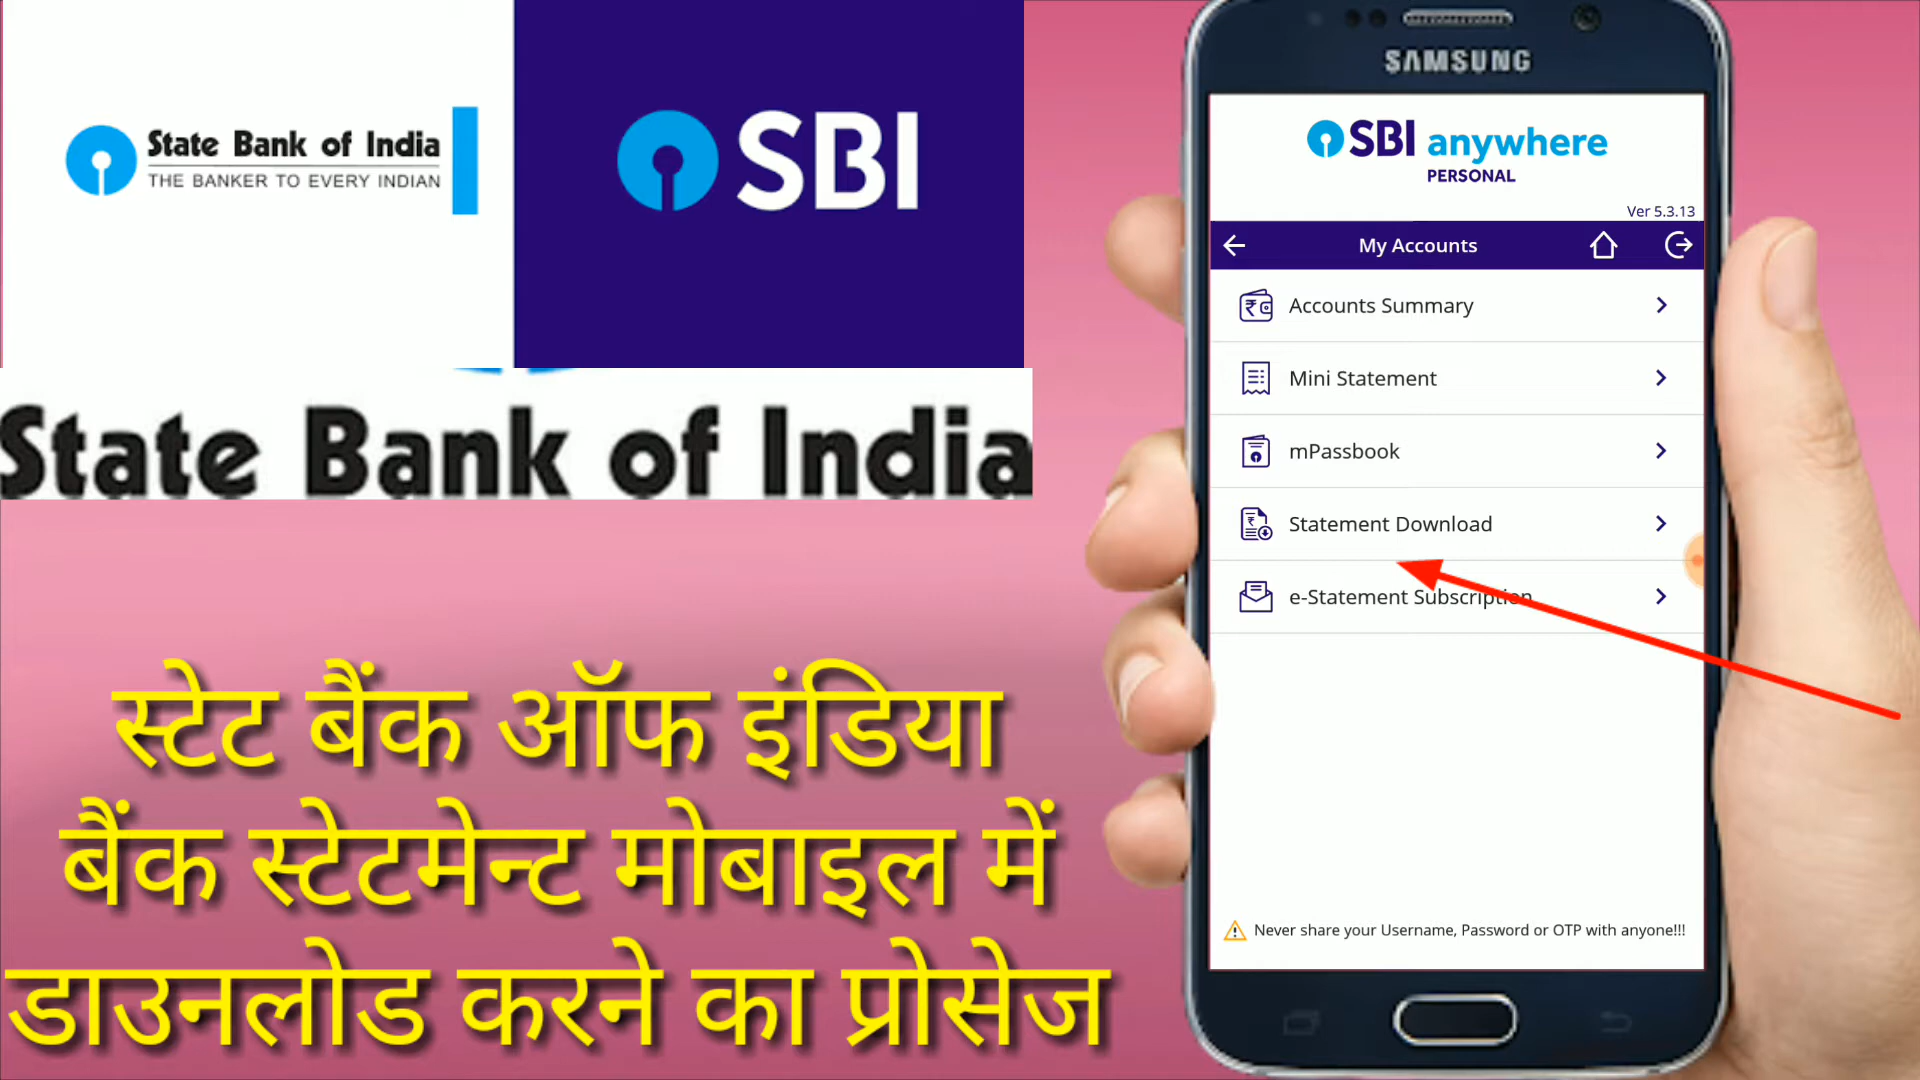 State Bank of India
THE BANKER TO EVERY INDIAN
SBI
State Bank of India
स्टेट बैंक ऑफ इंडिया
बैंक स्टेटमेन्ट मोबाइल में
डाउनलोड करने का प्रोसेज
SAMSUNG
SBI anywhere
PERSONAL
Ver 5.3.13
My Accounts
Accounts Summary
Mini Statement
mPassbook
Statement Download
e-Statement Subscription
Never share your Username, Password or OTP with anyone!!!